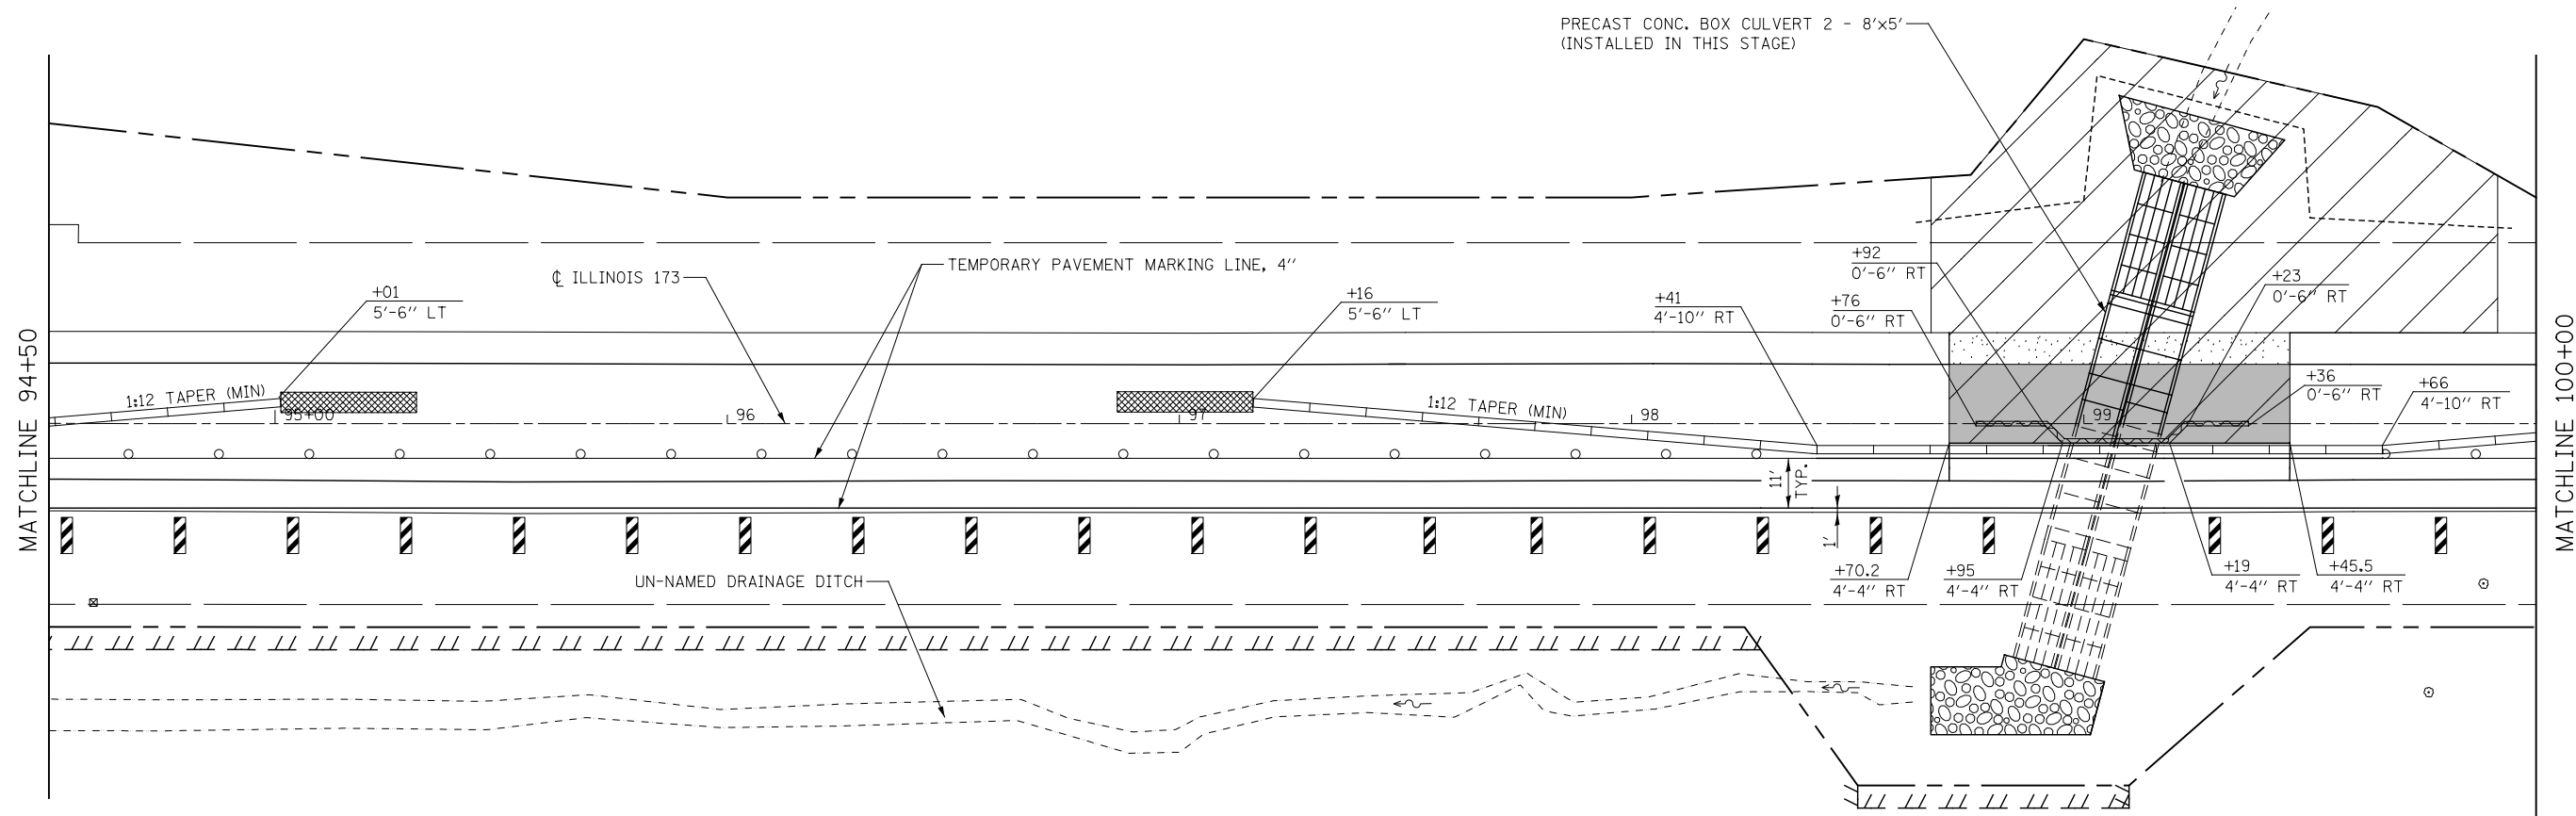 PRECAST CONC. BOX CULVERT 2 - 8'x5'
(INSTALLED IN THIS STAGE)
MATCHLINE 94+50
℄ ILLINOIS 173
TEMPORARY PAVEMENT MARKING LINE, 4"
+01
5'-6" LT
+16
5'-6" LT
+41
4'-10" RT
+92
0'-6" RT
+76
0'-6" RT
+23
0'-6" RT
+36
0'-6" RT
+66
4'-10" RT
1:12 TAPER (MIN)
1:12 TAPER (MIN)
95+00
96
97
98
99
11'
TYP.
1'
UN-NAMED DRAINAGE DITCH
+70.2
4'-4" RT
+95
4'-4" RT
+19
4'-4" RT
+45.5
4'-4" RT
MATCHLINE 100+00